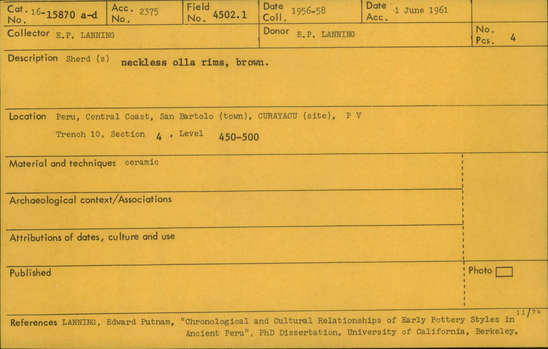 Cat. No. 16-15870 a-d Acc. No. 2375 Field No. 4502.1 Date Coll. 1956-58 Date Acc. 1 June 1961
Collector E.P. LANNING Donor E.P. LANNING No. Pcs. 4
Description Sherd (s) neckless olla rims, brown.
Location Peru, Central Coast, San Bartolo (town), CURAYACU (site), P V
Trench 10, Section 4 , Level 450-500
Material and techniques ceramic
Archaeological context/Associations
Attributions of dates, culture and use
Published Photo
11/74
References LANNING, Edward Putnam, "Chronological and Cultural Relationships of Early Pottery Styles in
Ancient Peru". PhD Dissertation, University of California, Berkeley.